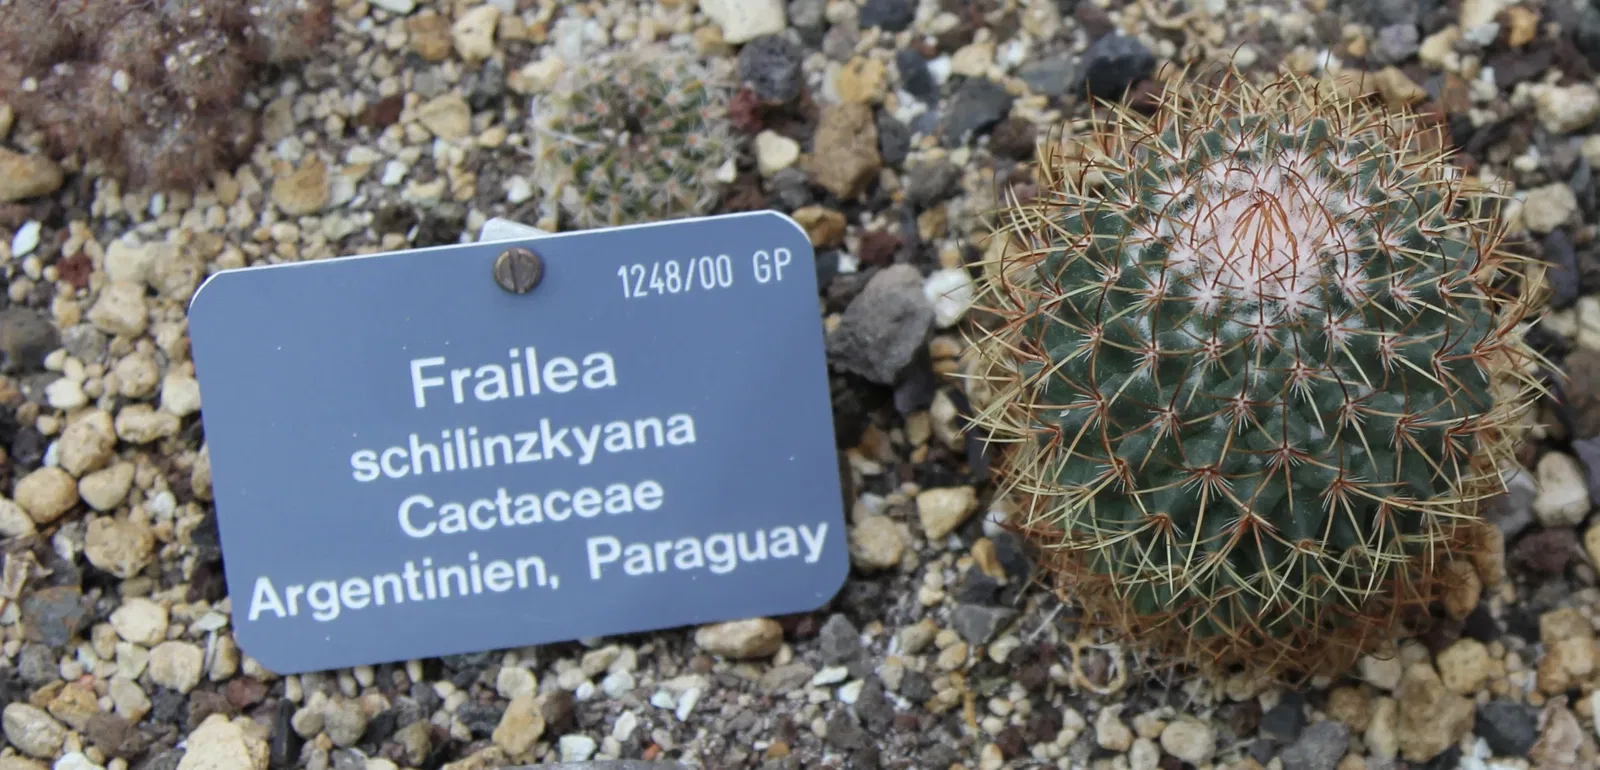 1248/00 GP
Frailea
schilinzkyana
Cactaceae
Argentinien, Paraguay